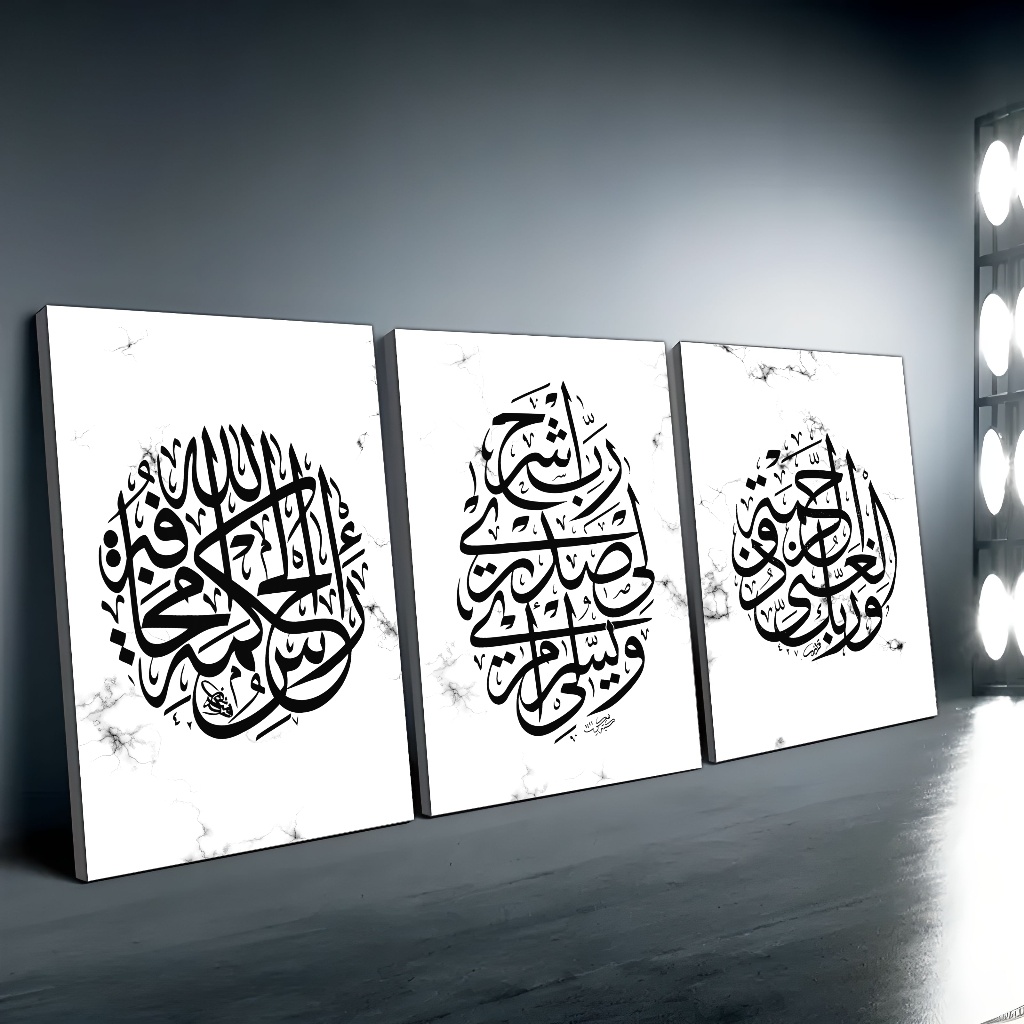 رأس الحكمة مخافة الله
رب اشرح
لي صدري
ويسر لي أمري
وربك الغني ذو الرحمة